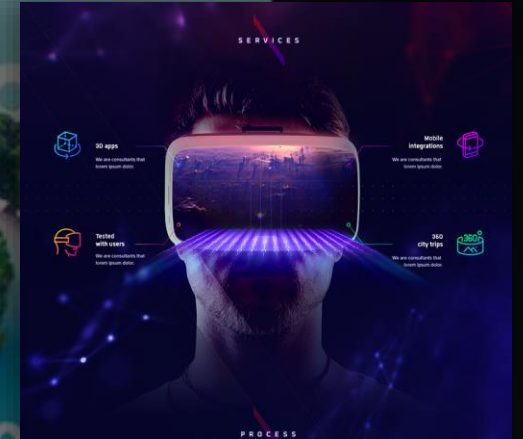 SERVICES
3D apps
We are consultants that
lorem ipsum dolor.
Mobile
integrations
We are consultants that
lorem ipsum dolor.
Tested
with users
We are consultants that
lorem ipsum dolor.
360
city trips
We are consultants that
lorem ipsum dolor.
360
PROCESS